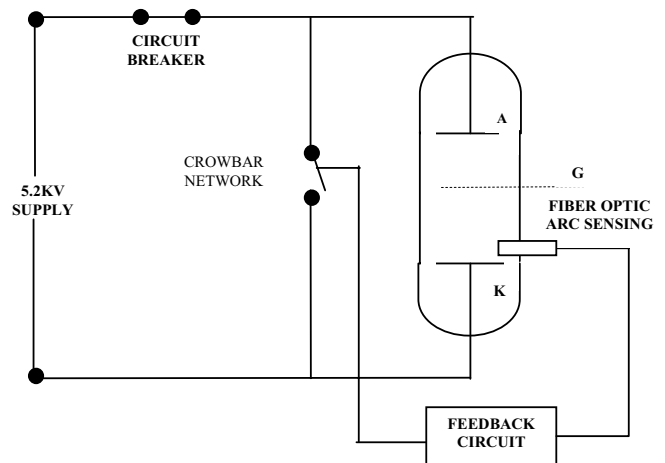 CIRCUIT
BREAKER
A
CROWBAR
NETWORK
G
5.2KV
SUPPLY
FIBER OPTIC
ARC SENSING
K
FEEDBACK
CIRCUIT